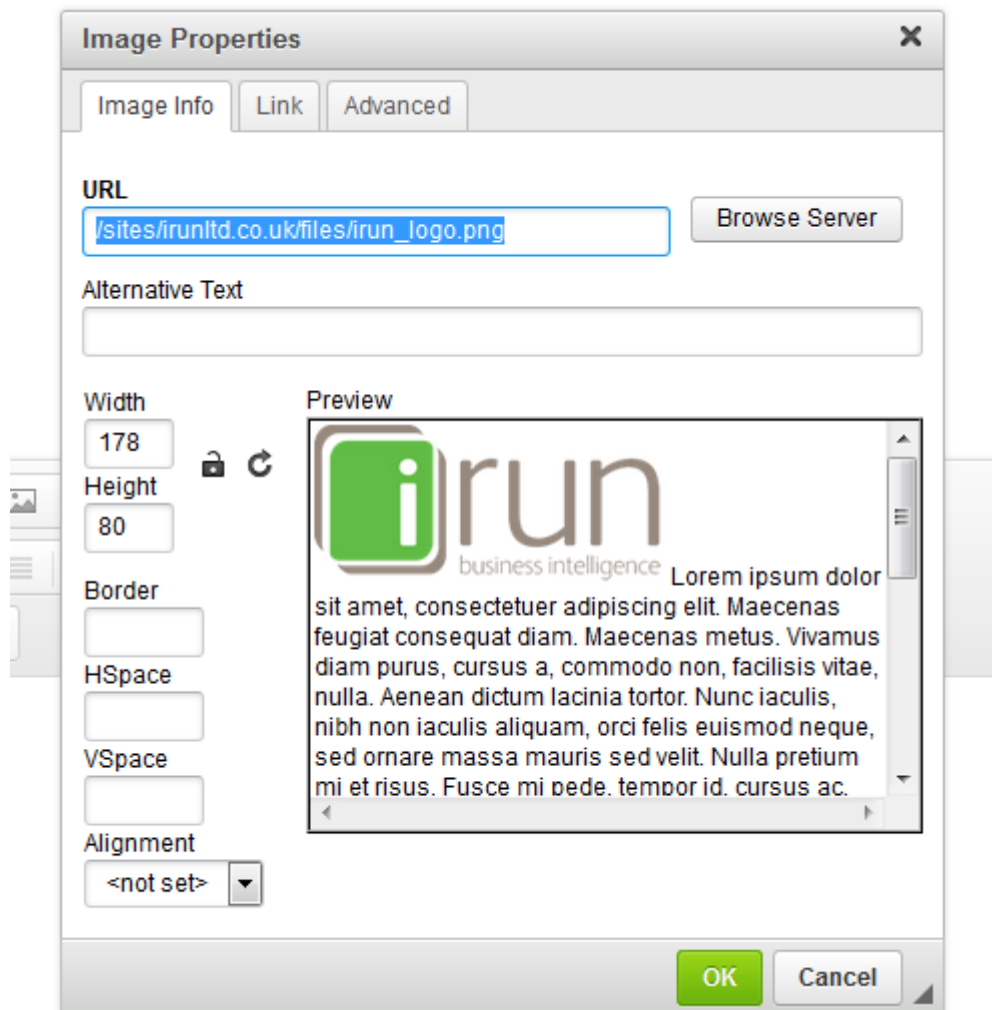 Image Properties
Image Info Link Advanced
URL
/sites/irunltd.co.uk/files/irun_logo.png
Browse Server
Alternative Text
Width
178
Height
80
Border
HSpace
VSpace
Alignment
<not set>
Preview
irun
business intelligence Lorem ipsum dolor
sit amet, consectetuer adipiscing elit. Maecenas
feugiat consequat diam. Maecenas metus. Vivamus
diam purus, cursus a, commodo non, facilisis vitae,
nulla. Aenean dictum lacinia tortor. Nunc iaculis,
nibh non iaculis aliquam, orci felis euismod neque,
sed ornare massa mauris sed velit. Nulla pretium
mi et risus. Fusce mi pede, tempor id, cursus ac,
OK Cancel